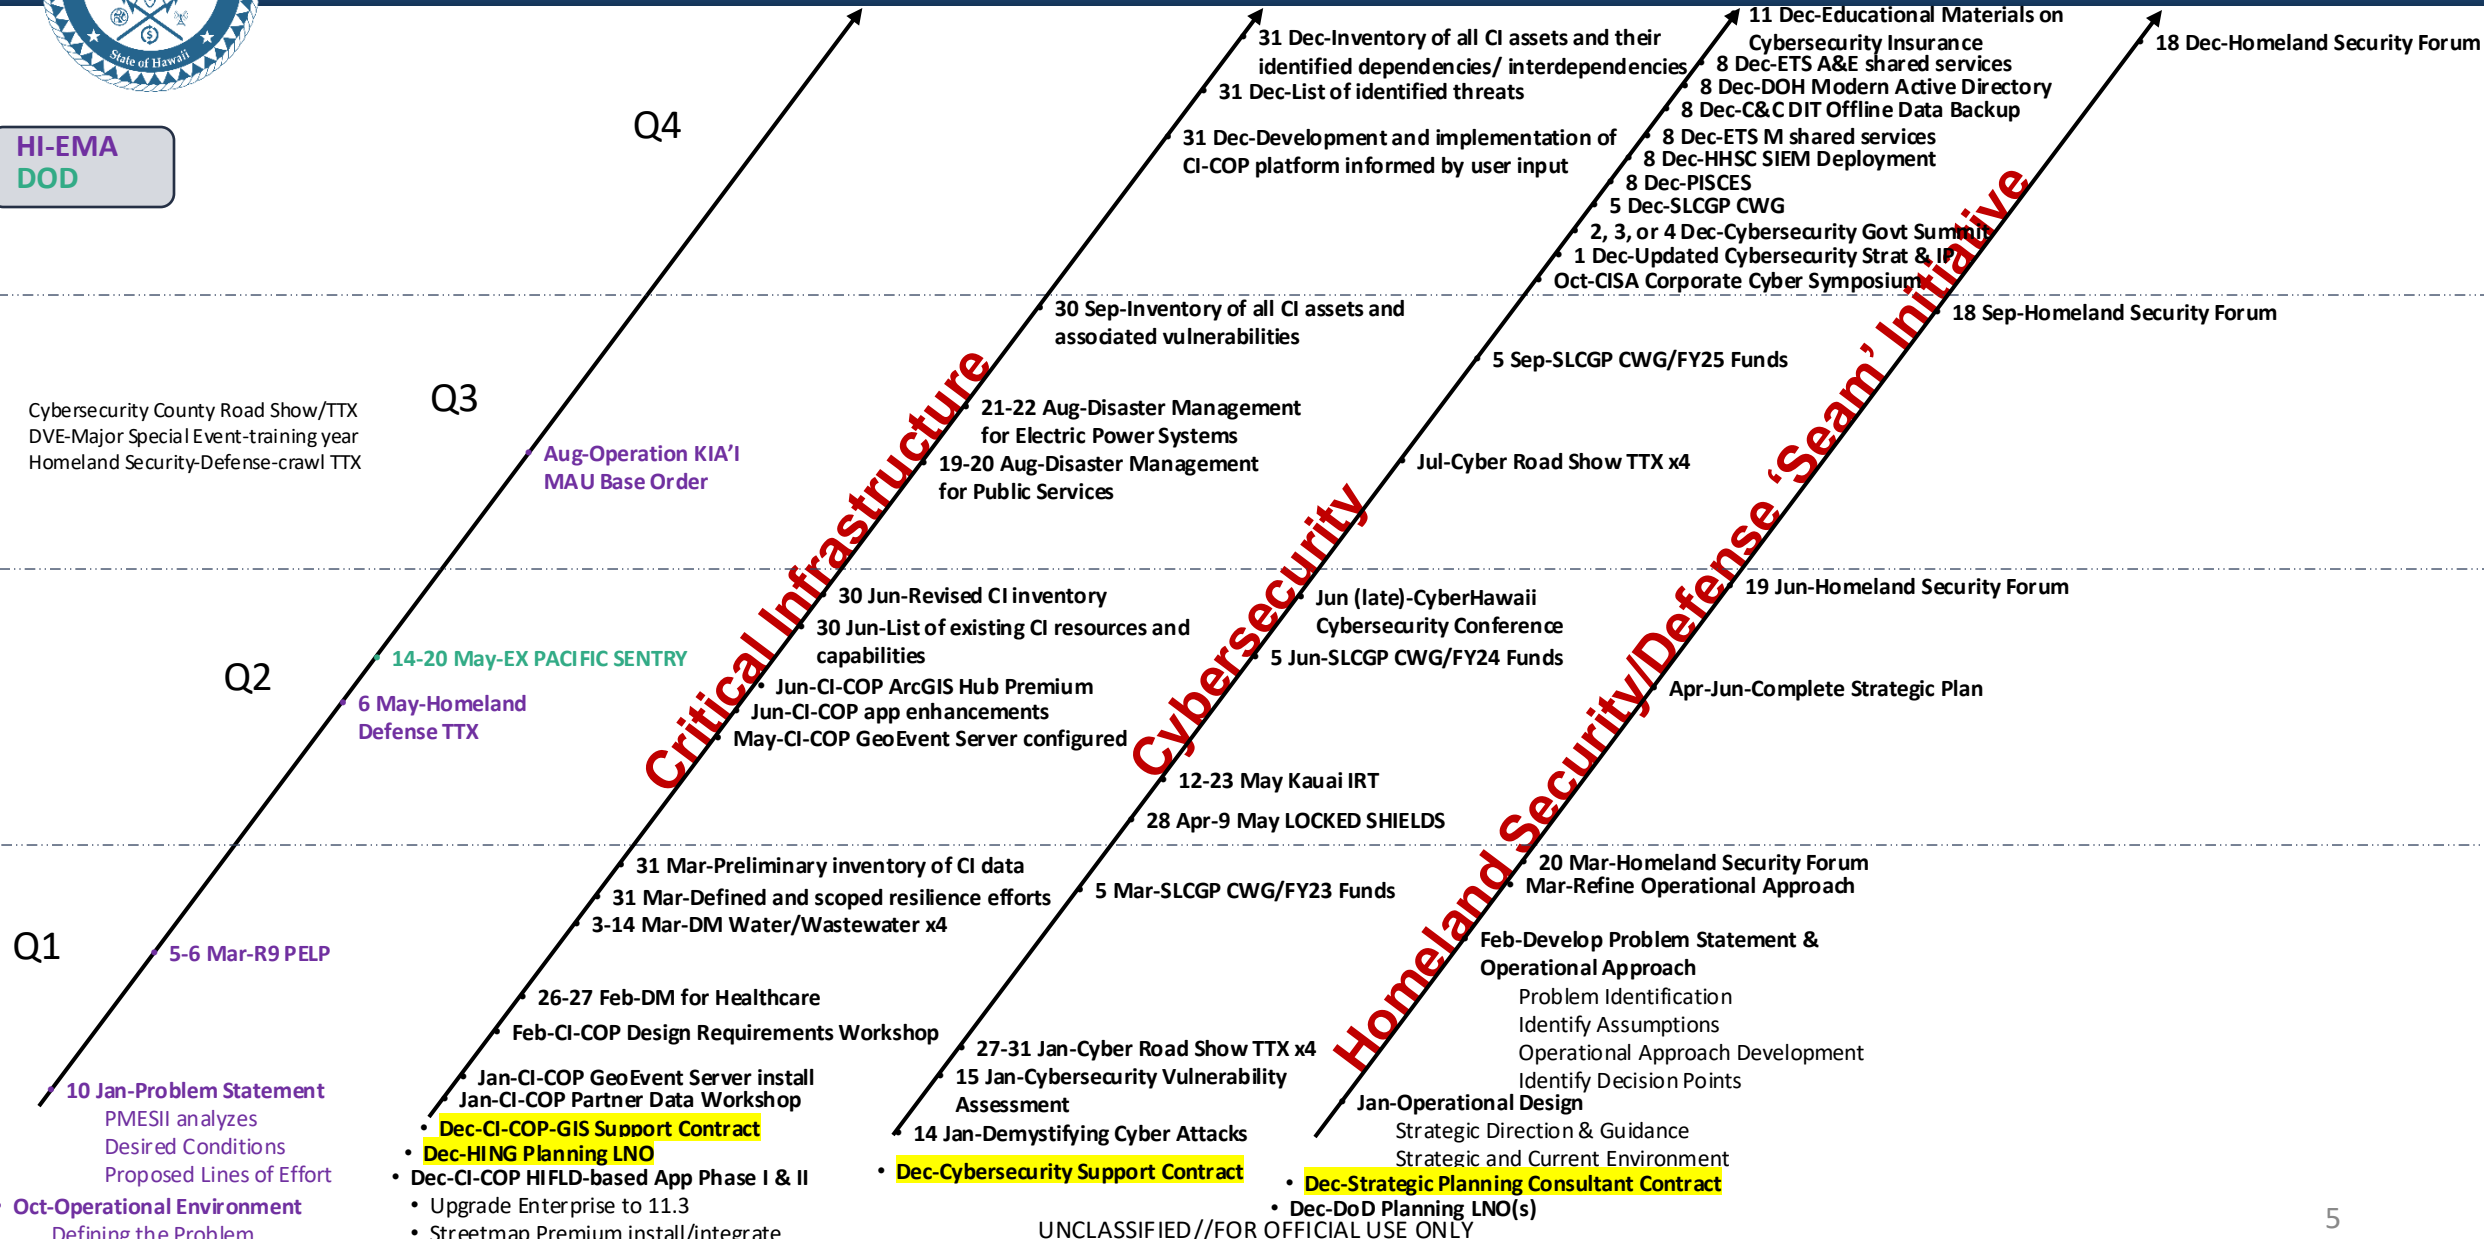 State of Hawaii
HI-EMA
DOD
Q4
Q3
Q2
Q1
Cybersecurity County Road Show/TTX
DVE-Major Special Event-training year
Homeland Security-Defense-crawl TTX
Aug-Operation KIA’I
MAU Base Order
14-20 May-EX PACIFIC SENTRY
6 May-Homeland
Defense TTX
5-6 Mar-R9 PELP
10 Jan-Problem Statement
PMESII analyzes
Desired Conditions
Proposed Lines of Effort
Oct-Operational Environment
Defining the Problem
Critical Infrastructure
31 Dec-Inventory of all CI assets and their
identified dependencies/ interdependencies
31 Dec-List of identified threats
31 Dec-Development and implementation of
CI-COP platform informed by user input
30 Sep-Inventory of all CI assets and
associated vulnerabilities
21-22 Aug-Disaster Management
for Electric Power Systems
19-20 Aug-Disaster Management
for Public Services
30 Jun-Revised CI inventory
30 Jun-List of existing CI resources and
capabilities
Jun-CI-COP ArcGIS Hub Premium
Jun-CI-COP app enhancements
May-CI-COP GeoEvent Server configured
31 Mar-Preliminary inventory of CI data
31 Mar-Defined and scoped resilience efforts
3-14 Mar-DM Water/Wastewater x4
26-27 Feb-DM for Healthcare
Feb-CI-COP Design Requirements Workshop
Jan-CI-COP GeoEvent Server install
Jan-CI-COP Partner Data Workshop
• Dec-CI-COP-GIS Support Contract
• Dec-HING Planning LNO
• Dec-CI-COP HIFLD-based App Phase I & II
• Upgrade Enterprise to 11.3
• Streetmap Premium install/integrate
Cybersecurity
11 Dec-Educational Materials on
Cybersecurity Insurance
8 Dec-ETS A&E shared services
8 Dec-DOH Modern Active Directory
8 Dec-C&C DIT Offline Data Backup
8 Dec-ETS M shared services
8 Dec-HHSC SIEM Deployment
8 Dec-PISCES
5 Dec-SLCGP CWG
2, 3, or 4 Dec-Cybersecurity Govt Summit
1 Dec-Updated Cybersecurity Strat & IP
Oct-CISA Corporate Cyber Symposium
5 Sep-SLCGP CWG/FY25 Funds
Jul-Cyber Road Show TTX x4
Jun (late)-CyberHawaii
Cybersecurity Conference
5 Jun-SLCGP CWG/FY24 Funds
12-23 May Kauai IRT
28 Apr-9 May LOCKED SHIELDS
5 Mar-SLCGP CWG/FY23 Funds
27-31 Jan-Cyber Road Show TTX x4
15 Jan-Cybersecurity Vulnerability
Assessment
14 Jan-Demystifying Cyber Attacks
• Dec-Cybersecurity Support Contract
Homeland Security/Defense ‘Seam’ Initiative
18 Dec-Homeland Security Forum
18 Sep-Homeland Security Forum
19 Jun-Homeland Security Forum
Apr-Jun-Complete Strategic Plan
20 Mar-Homeland Security Forum
Mar-Refine Operational Approach
Feb-Develop Problem Statement &
Operational Approach
Problem Identification
Identify Assumptions
Operational Approach Development
Identify Decision Points
Jan-Operational Design
Strategic Direction & Guidance
Strategic and Current Environment
• Dec-Strategic Planning Consultant Contract
• Dec-DoD Planning LNO(s)
UNCLASSIFIED//FOR OFFICIAL USE ONLY
5